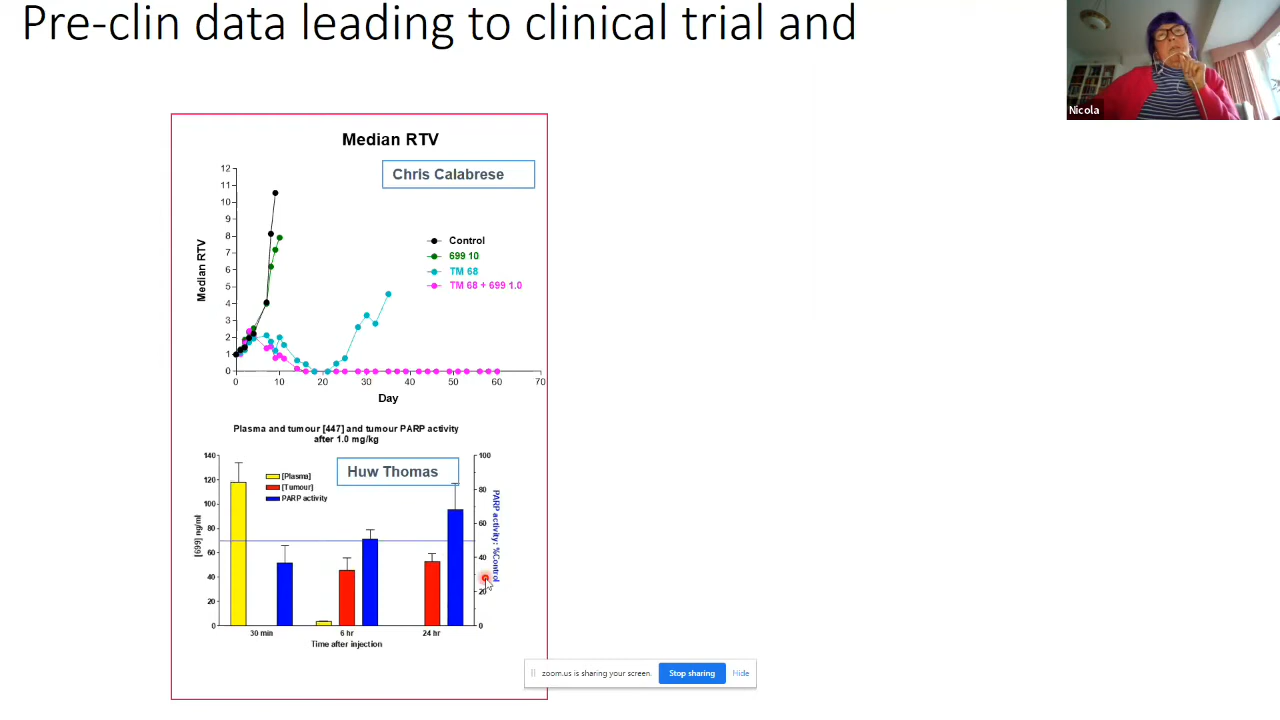 Pre-clin data leading to clinical trial and
Nicola
Median RTV
Chris Calabrese
12
11
10
9
8
7
6
5
4
3
2
1
0
Median RTV
Control
699 10
TM 68
TM 68 + 699 1.0
0 10 20 30 40 50 60 70
Day
Plasma and tumour [447] and tumour PARP activity
after 1.0 mg/kg
Huw Thomas
140
120
100
80
60
40
20
0
[699] ng/ml
[Plasma]
[Tumour]
PARP activity
100
80
60
40
20
0
PARP activity: %Control
30 min 6 hr 24 hr
Time after injection
zoom.us is sharing your screen.
Stop sharing
Hide